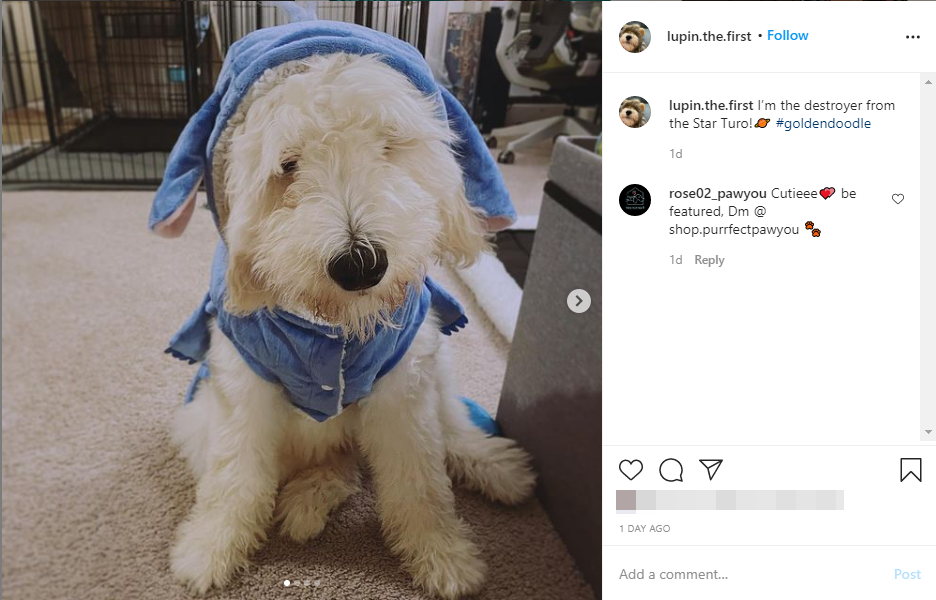 lupin.the.first • Follow
lupin.the.first I'm the destroyer from
the Star Turo!🪐 #goldendoodle
1d
rose02_pawyou Cutieee💕 be
featured, Dm @
shop.purrfectpawyou 🐾
1d Reply
1 DAY AGO
Add a comment... Post